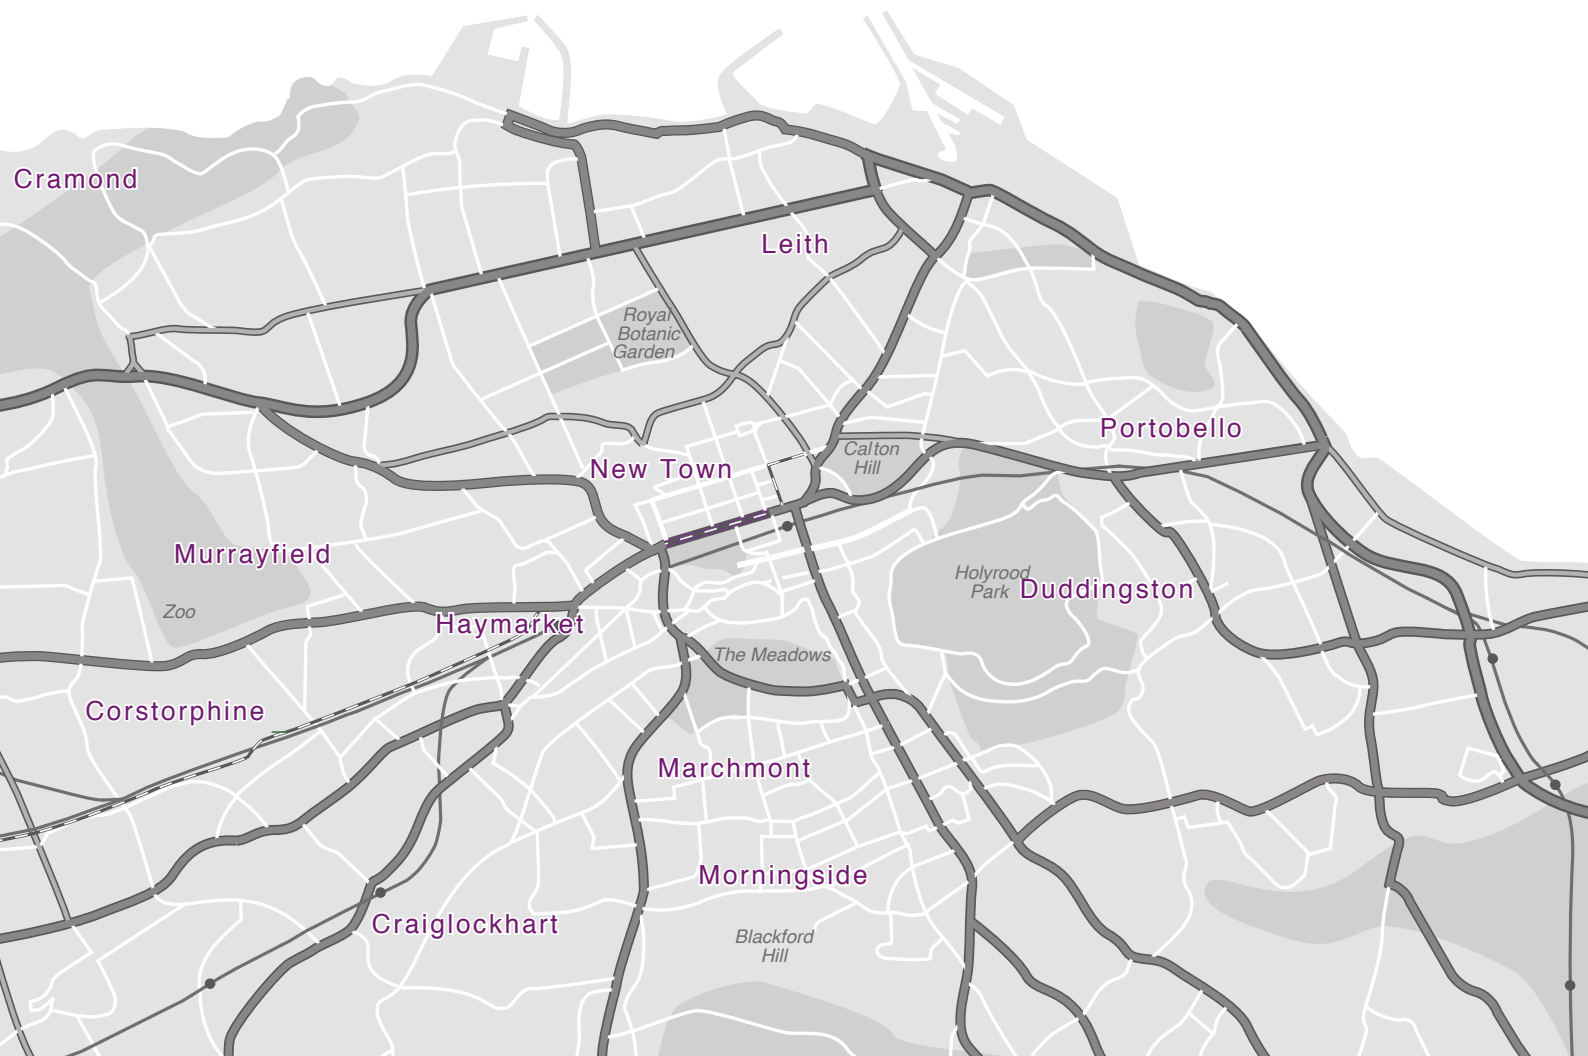 Cramond
Leith
Royal
Botanic
Garden
Portobello
Calton
Hill
New Town
Murrayfield
Holyrood
Park
Duddingston
Zoo
Haymarket
The Meadows
Corstorphine
Marchmont
Morningside
Craiglockhart
Blackford
Hill